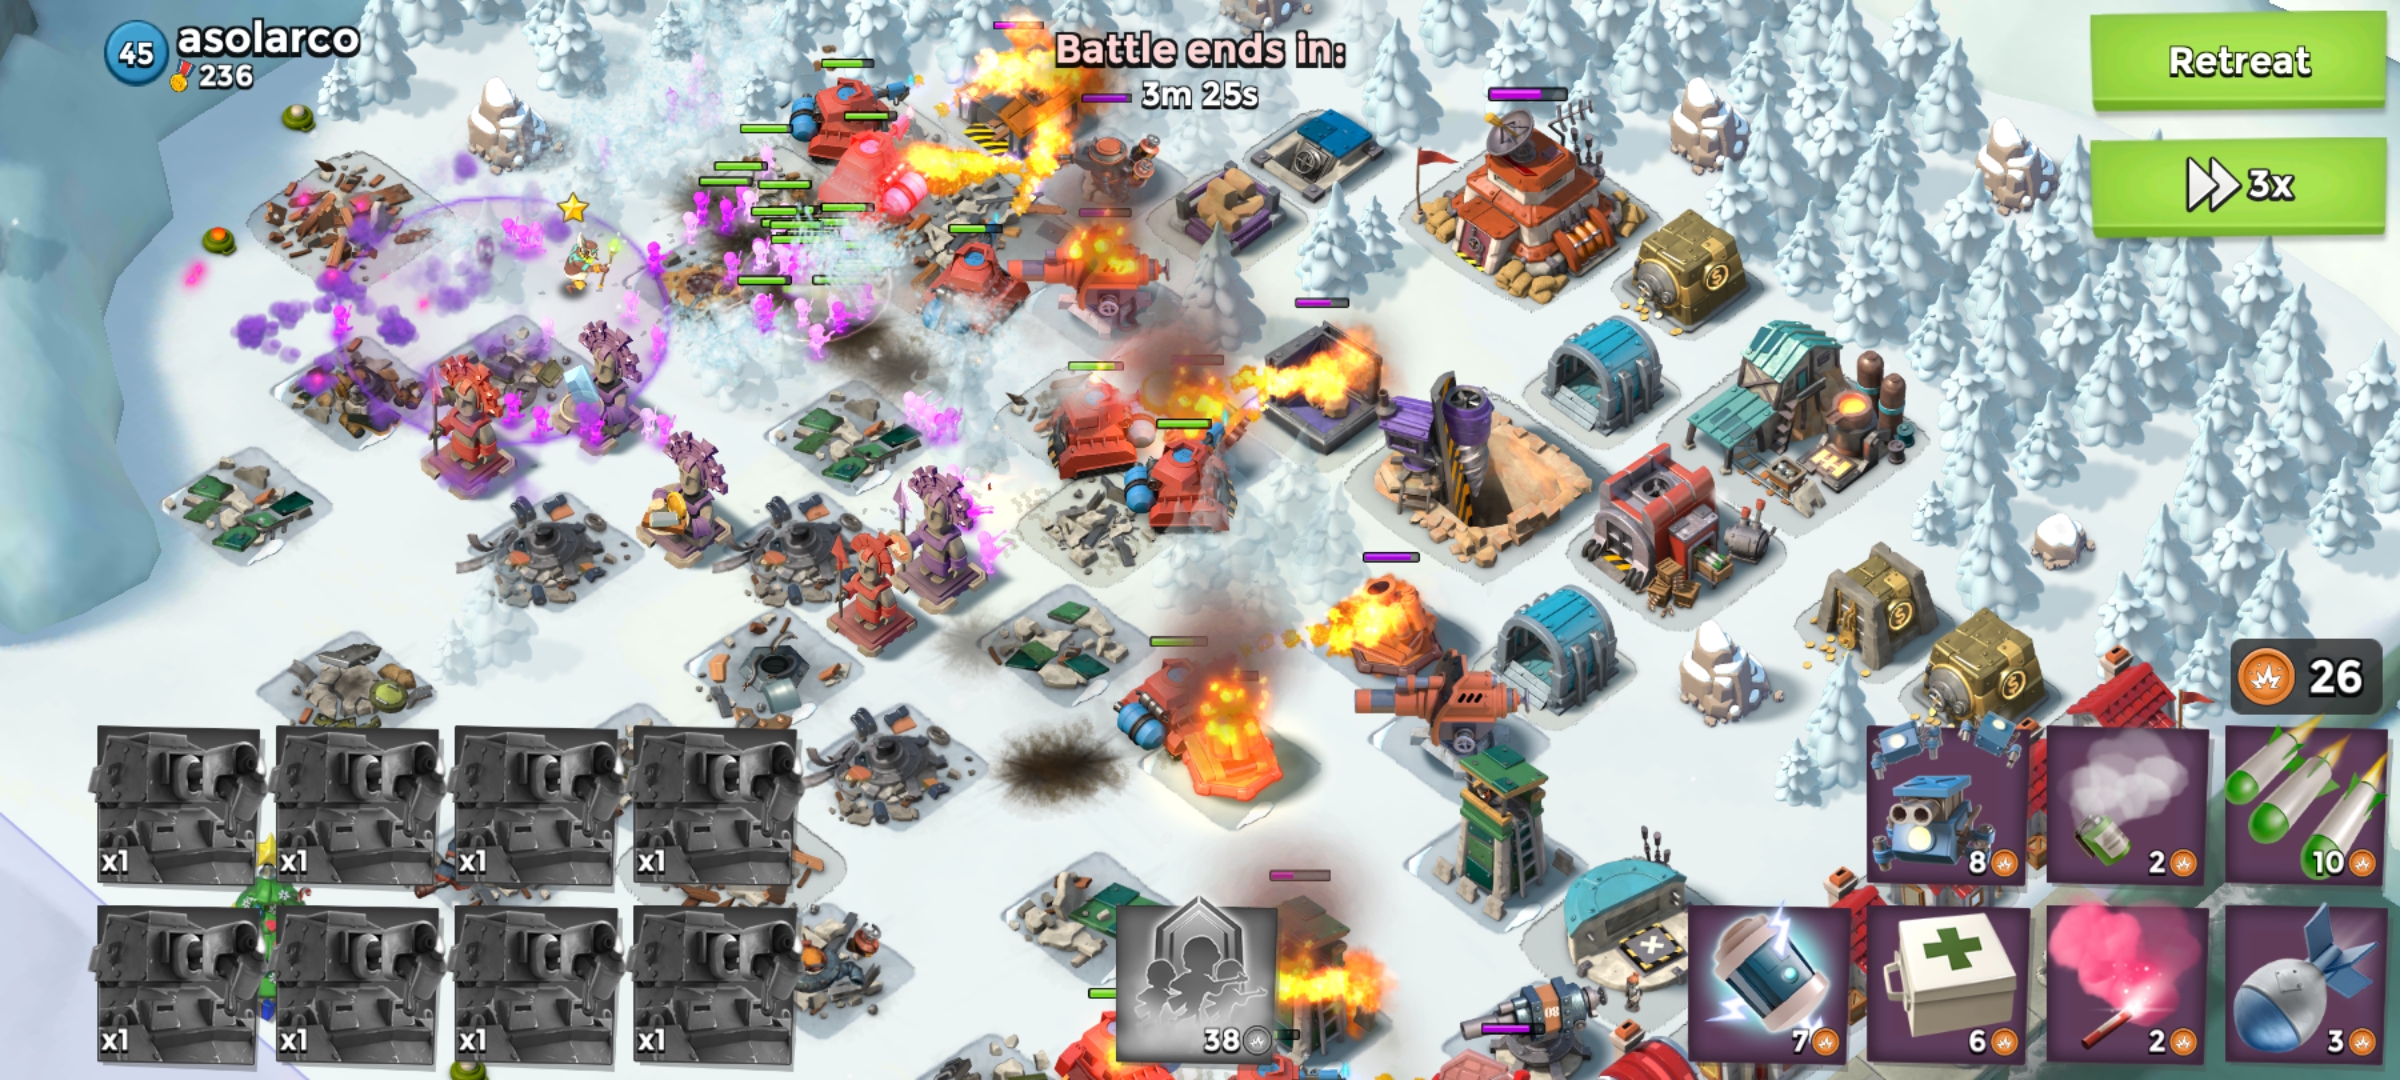 45
asolarco
236
Battle ends in:
3m 25s
Retreat
3x
26
x1
x1
x1
x1
8
2
10
x1
x1
x1
x1
38
7
6
2
3